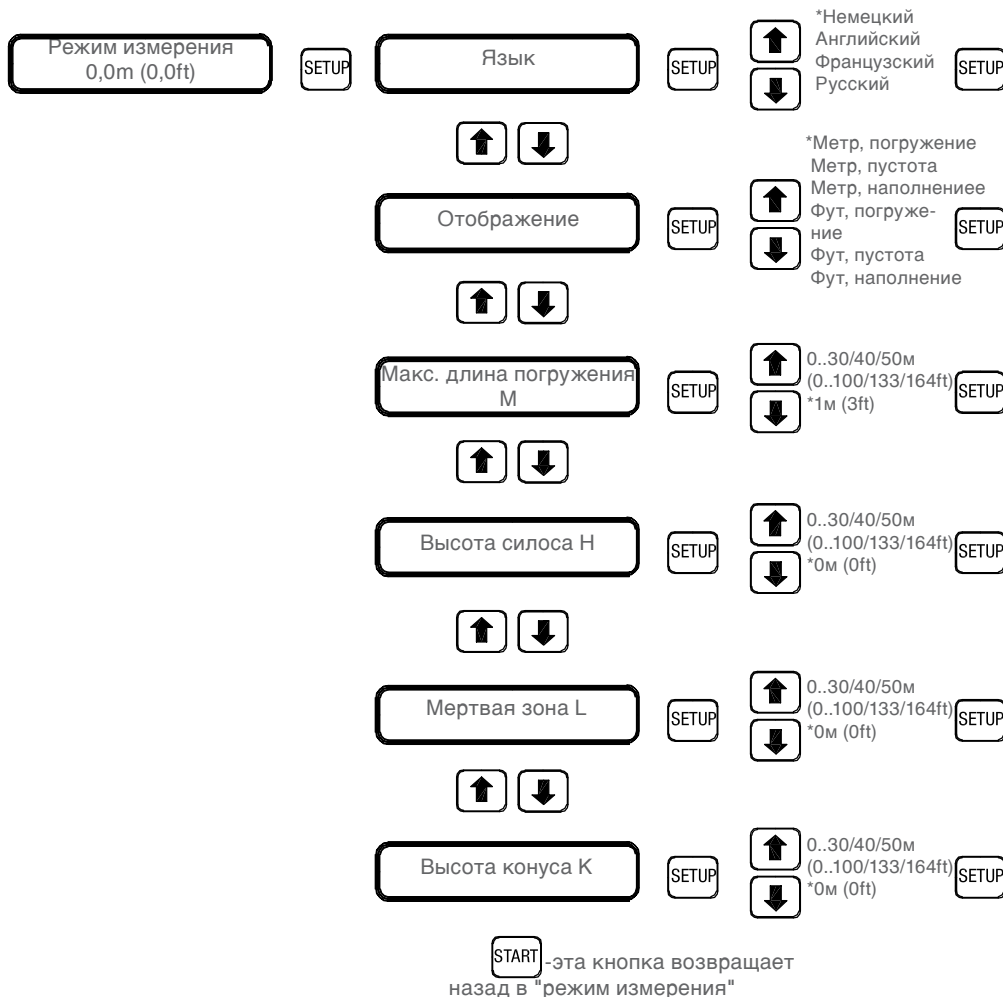 Режим измерения
0,0m (0,0ft)
SETUP
Язык
SETUP
*Немецкий
Английский
Французский
Русский
SETUP
Отображение
SETUP
*Метр, погружение
Метр, пустота
Метр, наполнениее
Фут, погруже-
ние
Фут, пустота
Фут, наполнение
SETUP
Макс. длина погружения
М
SETUP
0..30/40/50м
(0..100/133/164ft)
*1м (3ft)
SETUP
Высота силоса Н
SETUP
0..30/40/50м
(0..100/133/164ft)
*0м (0ft)
SETUP
Мертвая зона L
SETUP
0..30/40/50м
(0..100/133/164ft)
*0м (0ft)
SETUP
Высота конуса К
SETUP
0..30/40/50м
(0..100/133/164ft)
*0м (0ft)
SETUP
START -эта кнопка возвращает
назад в "режим измерения"